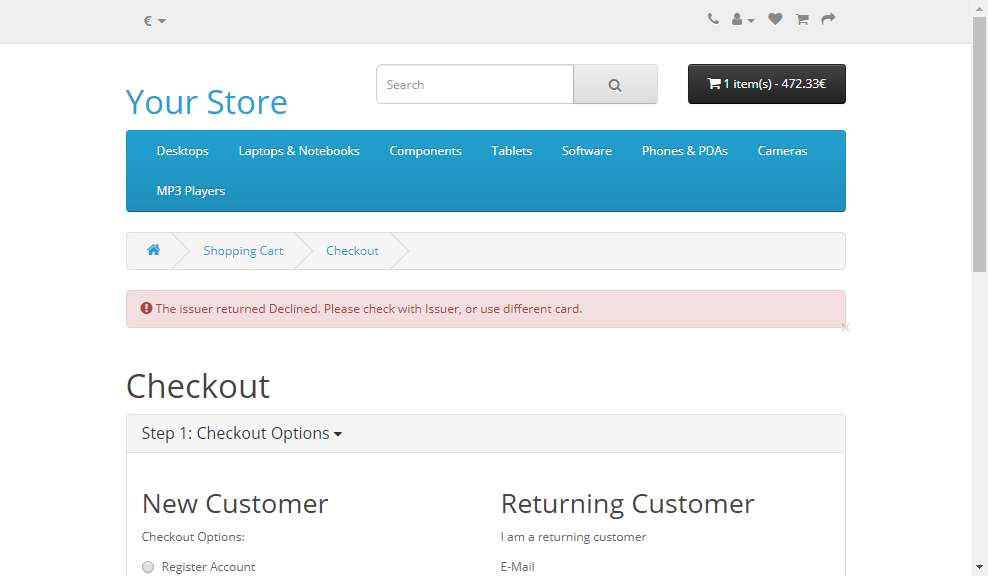 €
Your Store
Search
1 item(s) - 472.33€
Desktops Laptops & Notebooks Components Tablets Software Phones & PDAs Cameras
MP3 Players
Shopping Cart Checkout
The issuer returned Declined. Please check with Issuer, or use different card.
×
Checkout
Step 1: Checkout Options
New Customer
Checkout Options:
Register Account
Returning Customer
I am a returning customer
E-Mail